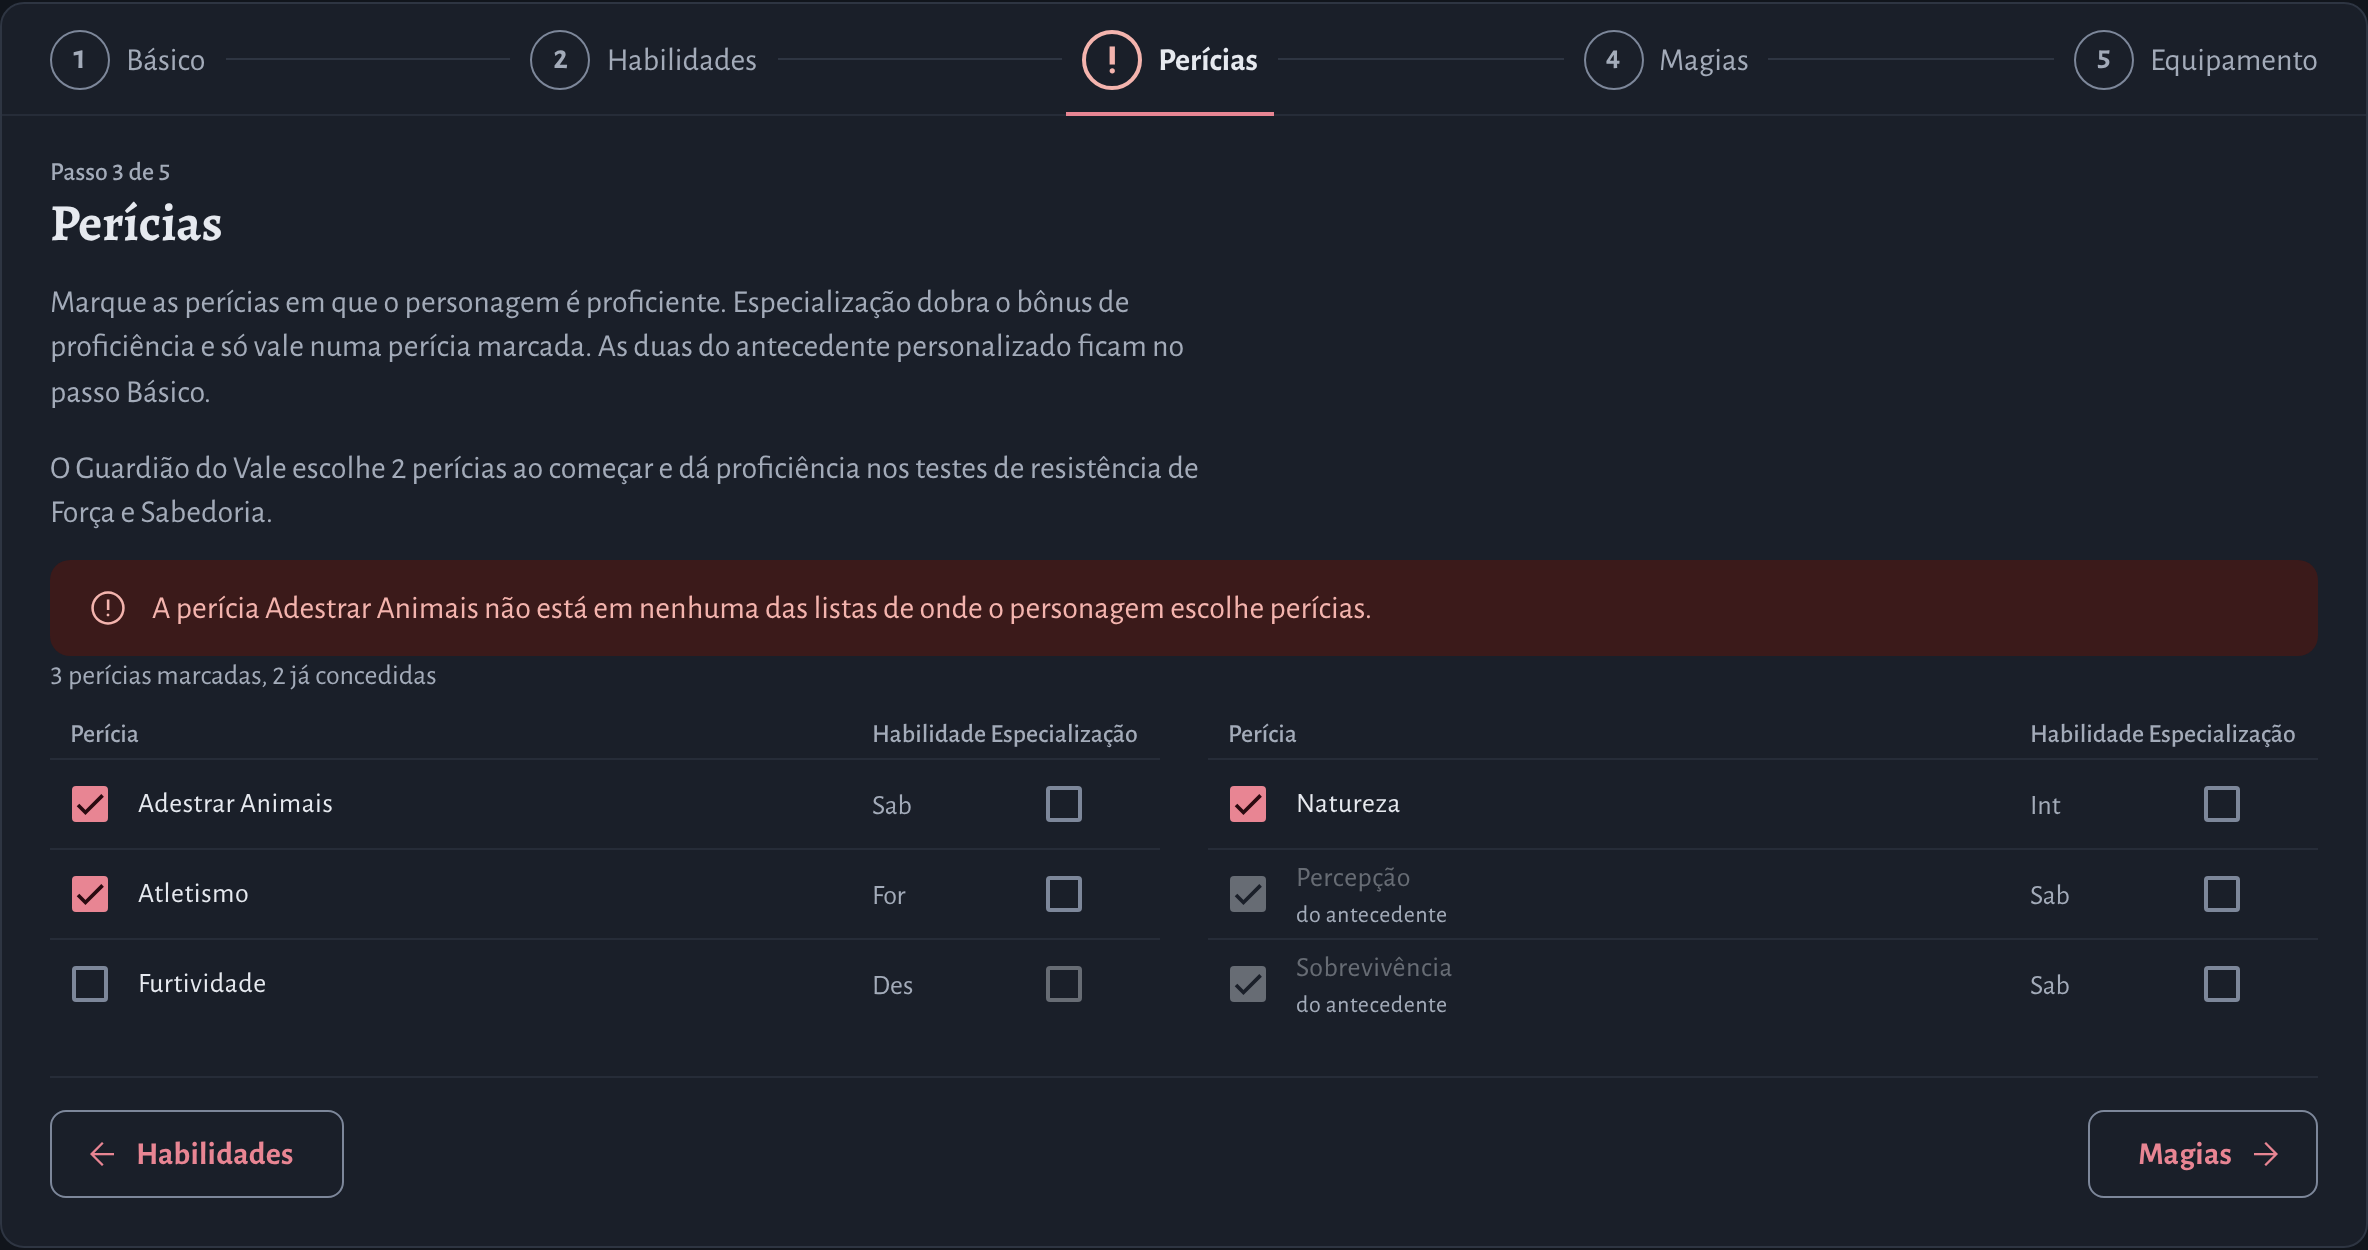 1 Básico
2 Habilidades
! Perícias
4 Magias
5 Equipamento
Passo 3 de 5
Perícias
Marque as perícias em que o personagem é proficiente. Especialização dobra o bônus de
proficiência e só vale numa perícia marcada. As duas do antecedente personalizado ficam no
passo Básico.
O Guardião do Vale escolhe 2 perícias ao começar e dá proficiência nos testes de resistência de
Força e Sabedoria.
A perícia Adestrar Animais não está em nenhuma das listas de onde o personagem escolhe perícias.
3 perícias marcadas, 2 já concedidas
Perícia Habilidade Especialização
Adestrar Animais Sab
Atletismo For
Furtividade Des
Perícia Habilidade Especialização
Natureza Int
Percepção Sab
do antecedente
Sobrevivência Sab
do antecedente
Habilidades
Magias